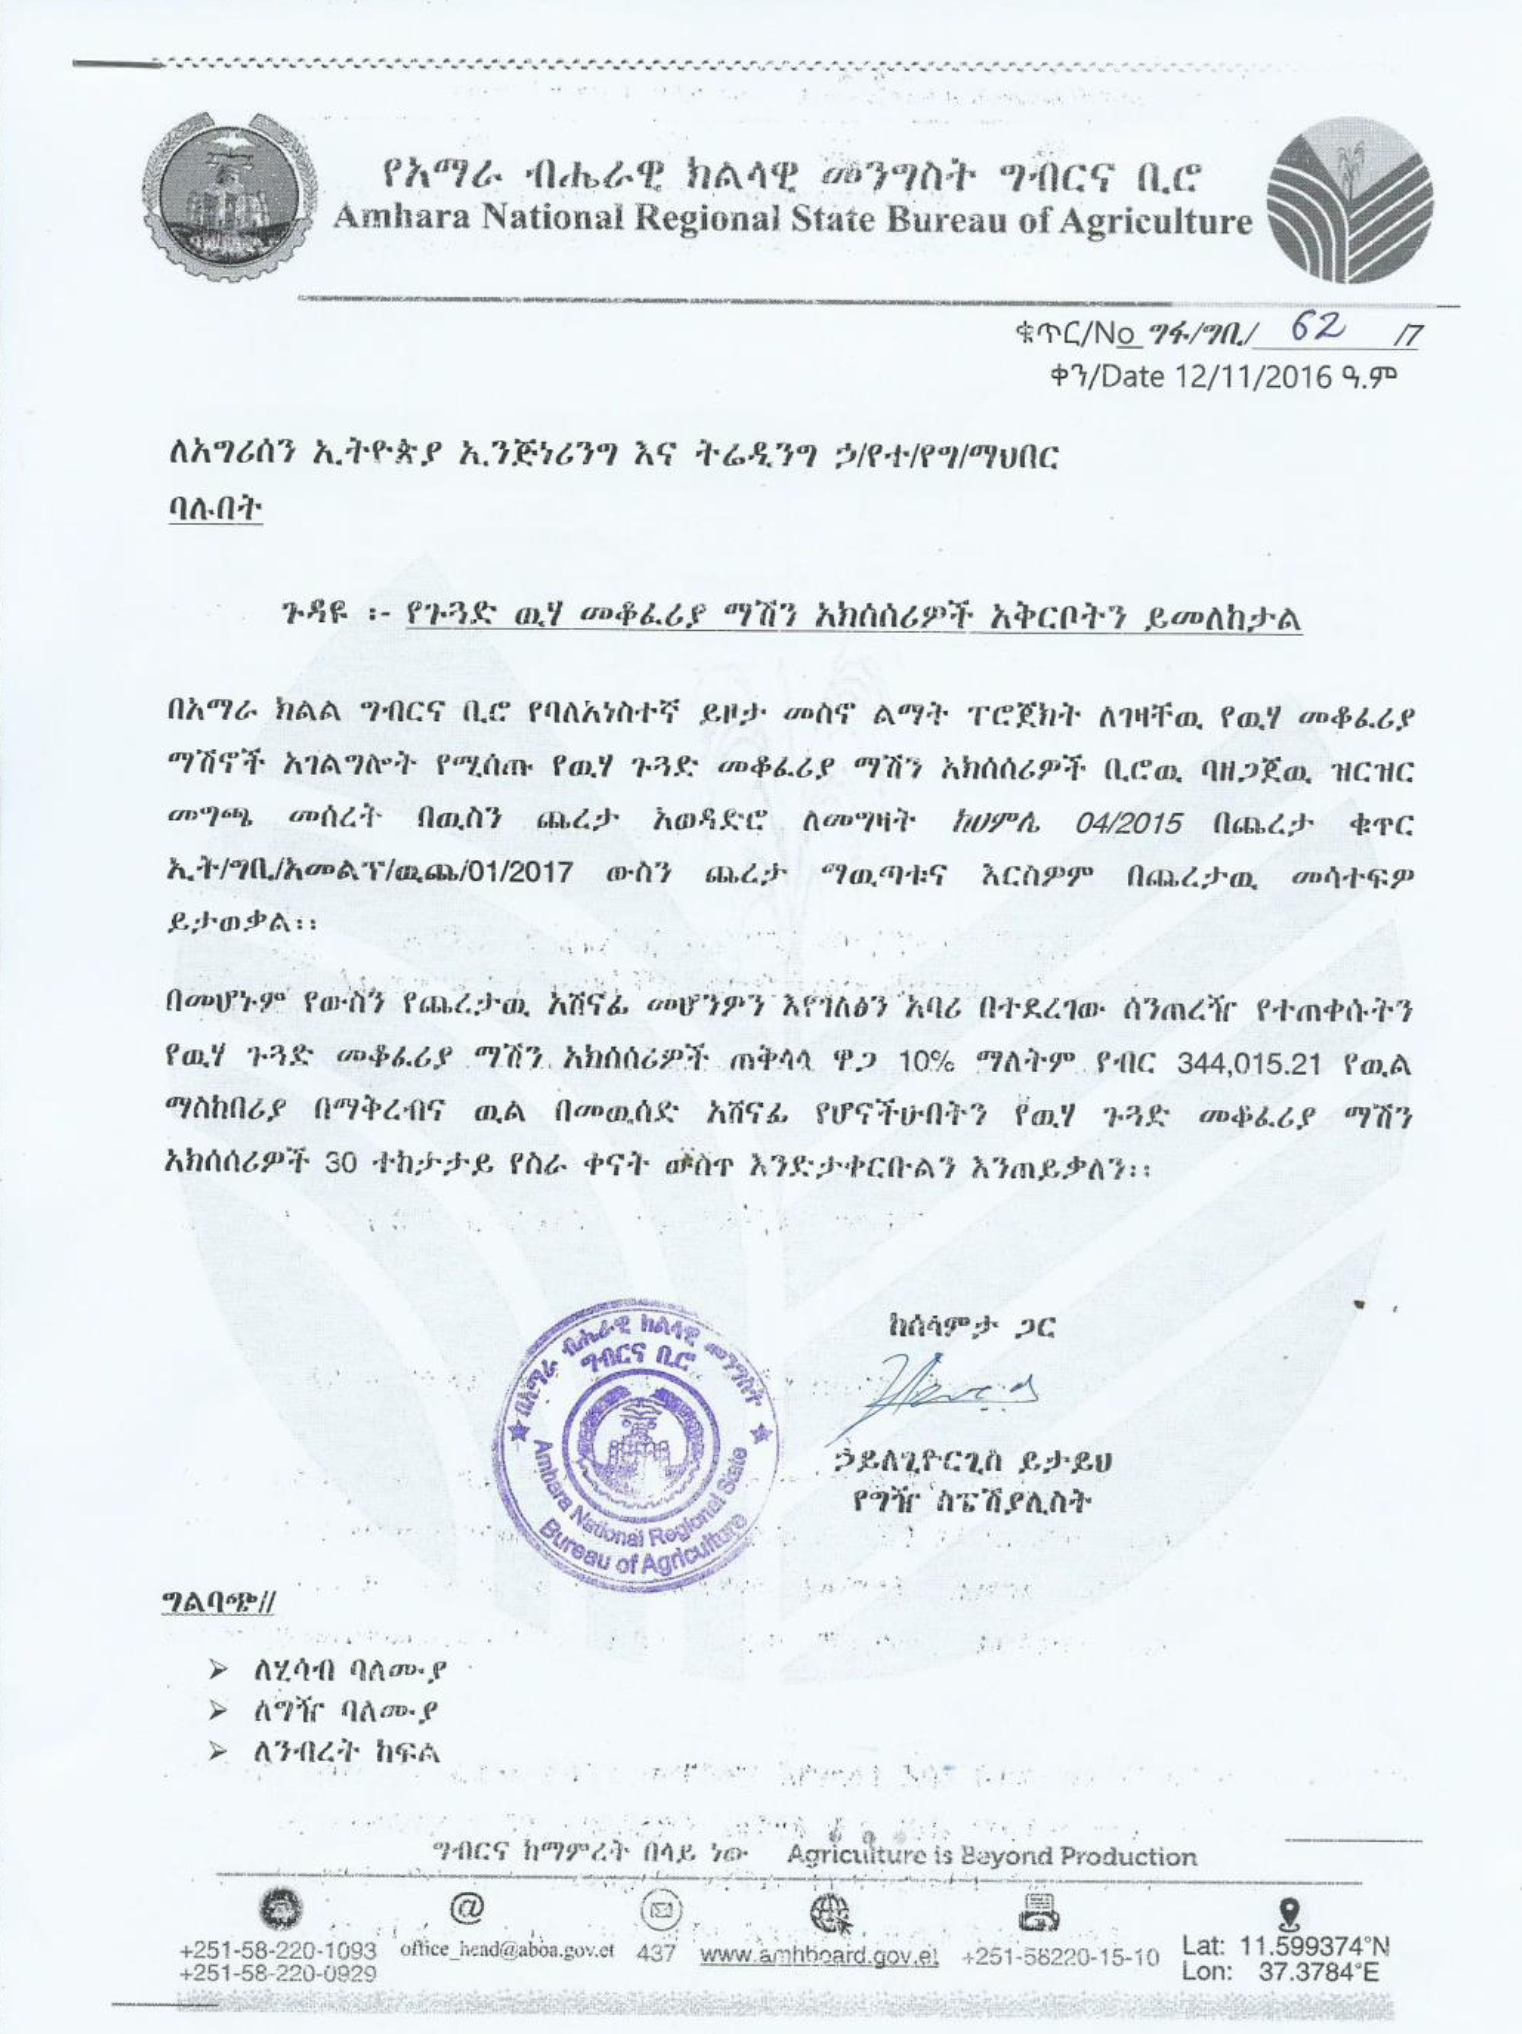 የአማራ ብሔራዊ ክልላዊ መንግስት ግብርና ቢሮ
Amhara National Regional State Bureau of Agriculture
ቁጥር/No ግፋ/ግቢ/ 62 /7
ቀን/Date 12/11/2016 ዓ.ም
ለአግሪሰን ኢትዮጵያ ኢንጅነሪንግ እና ትሬዲንግ ኃ/የተ/የግ/ማህበር
ባሉበት
ጉዳዩ ፡- የጉጓድ ዉሃ መቆፈሪያ ማሽን አክሰሰሪዎች አቅርቦትን ይመለከታል
በአማራ ክልል ግብርና ቢሮ የባለአነስተኛ ይዞታ መስኖ ልማት ፕሮጀክት ለገዛቸዉ የዉሃ መቆፈሪያ
ማሽኖች አገልግሎት የሚሰጡ የዉሃ ጉጓድ መቆፈሪያ ማሽን አክሰሰሪዎች ቢሮዉ ባዘጋጀዉ ዝርዝር
መግጫ መሰረት በዉስን ጨረታ አወዳድሮ ለመግዛት ከሀምሌ 04/2015 በጨረታ ቁጥር
ኢት/ግቢ/አመልፕ/ዉጨ/01/2017 ውስን ጨረታ ማዉጣቱና እርስዎም በጨረታዉ መሳተፍዎ
ይታወቃል፡፡
በመሆኑም የውስን የጨረታዉ አሸናፊ መሆንዎን እየገለፅን አባሪ በተደረገው ሰንጠረዥ የተጠቀሱትን
የዉሃ ጉጓድ መቆፈሪያ ማሽን አክሰሰሪዎች ጠቅላላ ዋጋ 10% ማለትም የብር 344,015.21 የዉል
ማስከበሪያ በማቅረብና ዉል በመዉሰድ አሸናፊ የሆናችሁበትን የዉሃ ጉጓድ መቆፈሪያ ማሽን
አክሰሰሪዎች 30 ተከታታይ የስራ ቀናት ውስጥ እንድታቀርቡልን እንጠይቃለን፡፡
ከሰላምታ ጋር
በአማራ ብሔራዊ ክልላዊ መንግስት
ግብርና ቢሮ
Amhara National Regional State
Bureau of Agriculture
ኃይለጊዮርጊስ ይታይህ
የግዥ ስፔሻያሊስት
ግልባጭ//
➤ ለሂሳብ ባለሙያ
➤ ለግዥ ባለሙያ
➤ ለንብረት ክፍል
ግብርና ከማምረት በላይ ነው Agriculture is Beyond Production
+251-58-220-1093 office_head@aboa.gov.et 437 www.amhboard.gov.et +251-58220-15-10 Lat: 11.599374°N
+251-58-220-0929 Lon: 37.3784°E